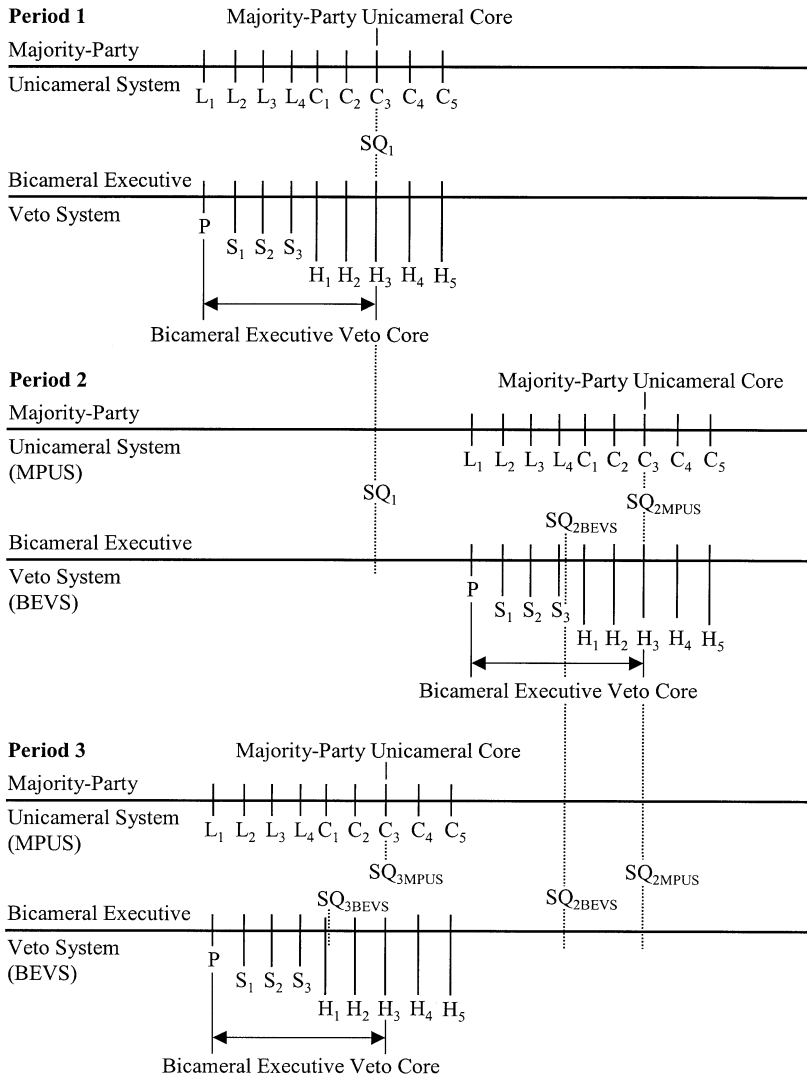 Period 1
Majority-Party Unicameral Core
Majority-Party
Unicameral System
L₁ L₂ L₃ L₄ C₁ C₂ C₃ C₄ C₅
SQ₁
Bicameral Executive
Veto System
P
S₁ S₂ S₃
H₁ H₂ H₃ H₄ H₅
Bicameral Executive Veto Core
Period 2
Majority-Party Unicameral Core
Majority-Party
Unicameral System
(MPUS)
L₁ L₂ L₃ L₄ C₁ C₂ C₃ C₄ C₅
SQ₁
SQ2MPUS
SQ2BEVS
Bicameral Executive
Veto System
(BEVS)
P
S₁ S₂ S₃
H₁ H₂ H₃ H₄ H₅
Bicameral Executive Veto Core
Period 3
Majority-Party Unicameral Core
Majority-Party
Unicameral System
(MPUS)
L₁ L₂ L₃ L₄ C₁ C₂ C₃ C₄ C₅
SQ3MPUS
SQ2MPUS
SQ3BEVS
SQ2BEVS
Bicameral Executive
Veto System
(BEVS)
P
S₁ S₂ S₃
H₁ H₂ H₃ H₄ H₅
Bicameral Executive Veto Core